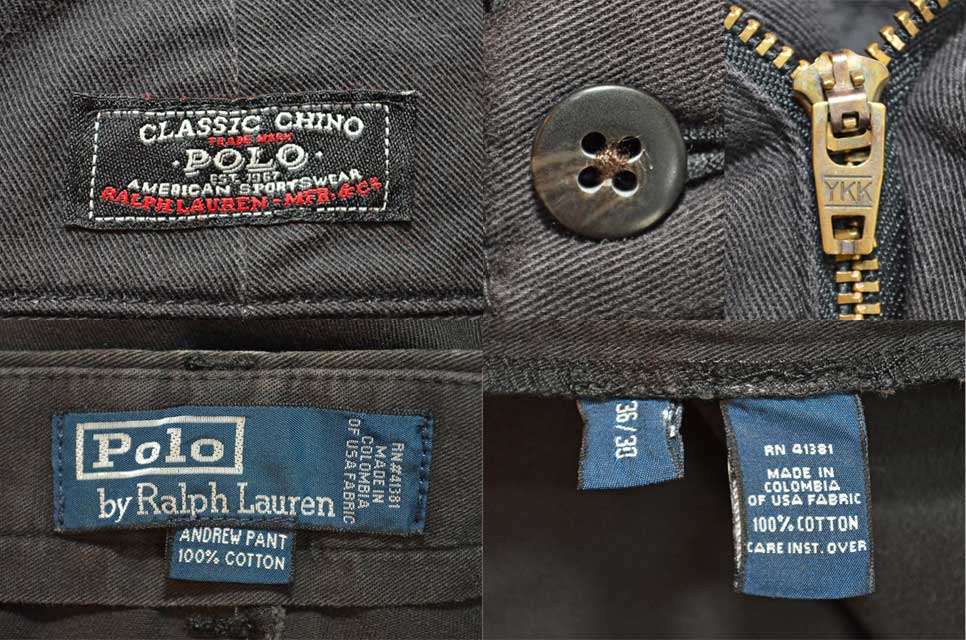 CLASSIC CHINO
TRADE MARK
·POLO·
EST. 1967
AMERICAN SPORTSWEAR
RALPH LAUREN - MFR. & Co
YKK
Polo
by Ralph Lauren
RN#41381
MADE IN
COLOMBIA
OF USA FABRIC
ANDREW PANT
100% COTTON
36/30
RN 41381
MADE IN
COLOMBIA
OF USA FABRIC
100% COTTON
CARE INST. OVER